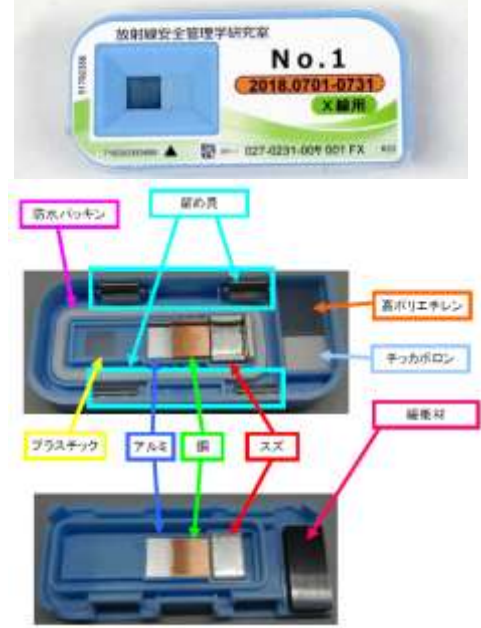 放射線安全管理学研究室
No.1
2018.0701-0731
X線用
027-0231-00
001 FX
防水パッキン
留め具
高ポリエチレン
チッカボロン
プラスチック
アルミ
銅
スズ
緩衝材